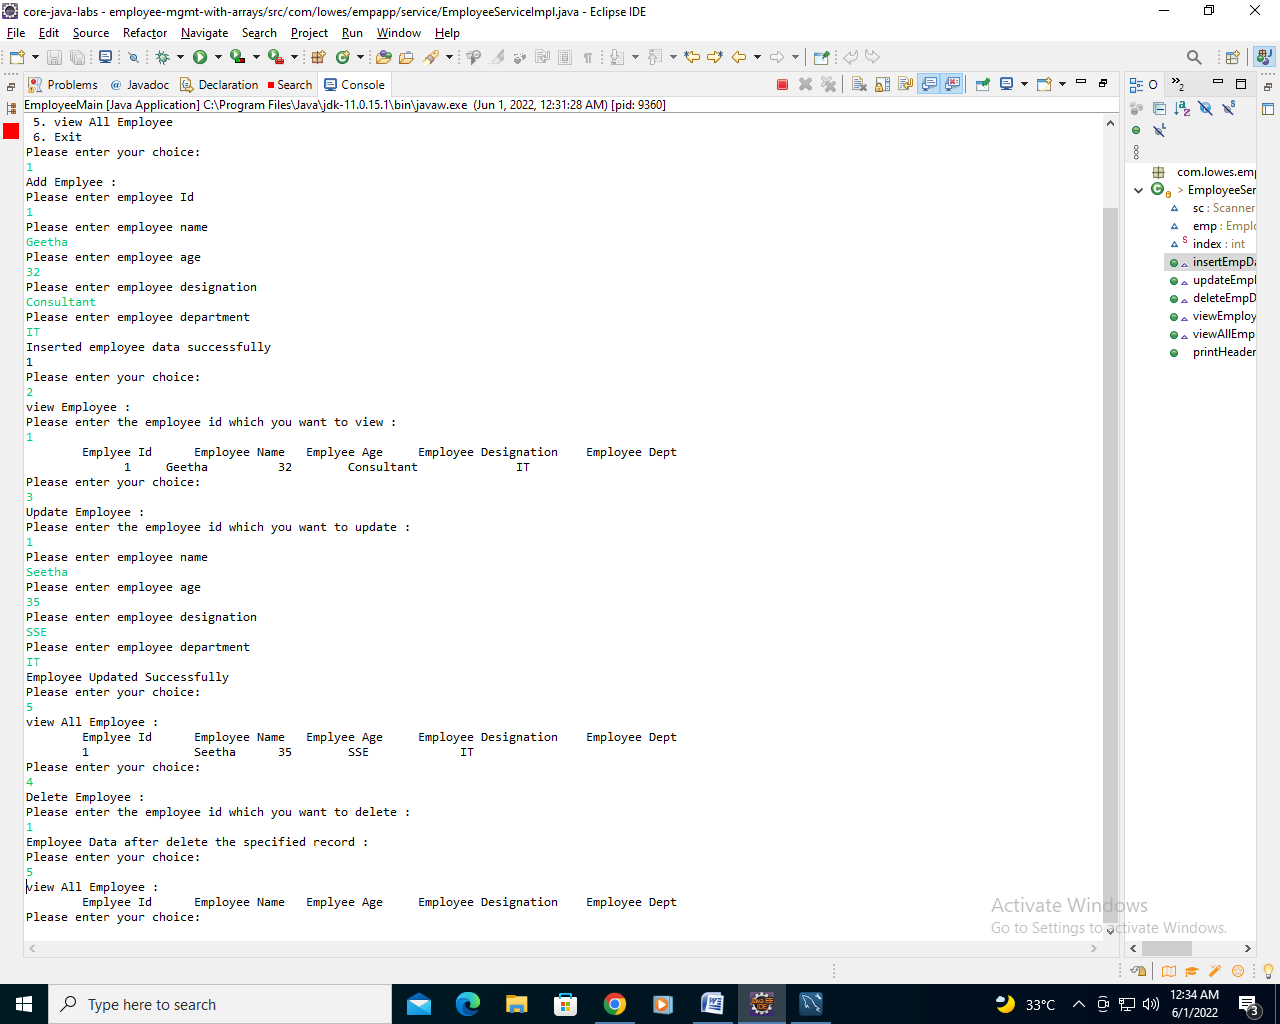 core-java-labs - employee-mgmt-with-arrays/src/com/lowes/empapp/service/EmployeeServiceImpl.java - Eclipse IDE
File Edit Source Refactor Navigate Search Project Run Window Help
Problems Javadoc Declaration Search Console
EmployeeMain [Java Application] C:\Program Files\Java\jdk-11.0.15.1\bin\javaw.exe (Jun 1, 2022, 12:31:28 AM) [pid: 9360]
5. view All Employee
6. Exit
Please enter your choice:
1
Add Emplyee :
Please enter employee Id
1
Please enter employee name
Geetha
Please enter employee age
32
Please enter employee designation
Consultant
Please enter employee department
IT
Inserted employee data successfully
1
Please enter your choice:
2
view Employee :
Please enter the employee id which you want to view :
1
Emplyee Id Employee Name Emplyee Age Employee Designation Employee Dept
1 Geetha 32 Consultant IT
Please enter your choice:
3
Update Employee :
Please enter the employee id which you want to update :
1
Please enter employee name
Seetha
Please enter employee age
35
Please enter employee designation
SSE
Please enter employee department
IT
Employee Updated Successfully
Please enter your choice:
5
view All Employee :
Emplyee Id Employee Name Emplyee Age Employee Designation Employee Dept
1 Seetha 35 SSE IT
Please enter your choice:
4
Delete Employee :
Please enter the employee id which you want to delete :
1
Employee Data after delete the specified record :
Please enter your choice:
5
view All Employee :
Emplyee Id Employee Name Emplyee Age Employee Designation Employee Dept
Please enter your choice:
O
»2
com.lowes.emp
> EmployeeSer
sc : Scanner
emp : Emplo
index : int
insertEmpDa
updateEmpl
deleteEmpD
viewEmploy
viewAllEmp
printHeader
Activate Windows
Go to Settings to activate Windows.
Type here to search
33°C
12:34 AM
6/1/2022
3